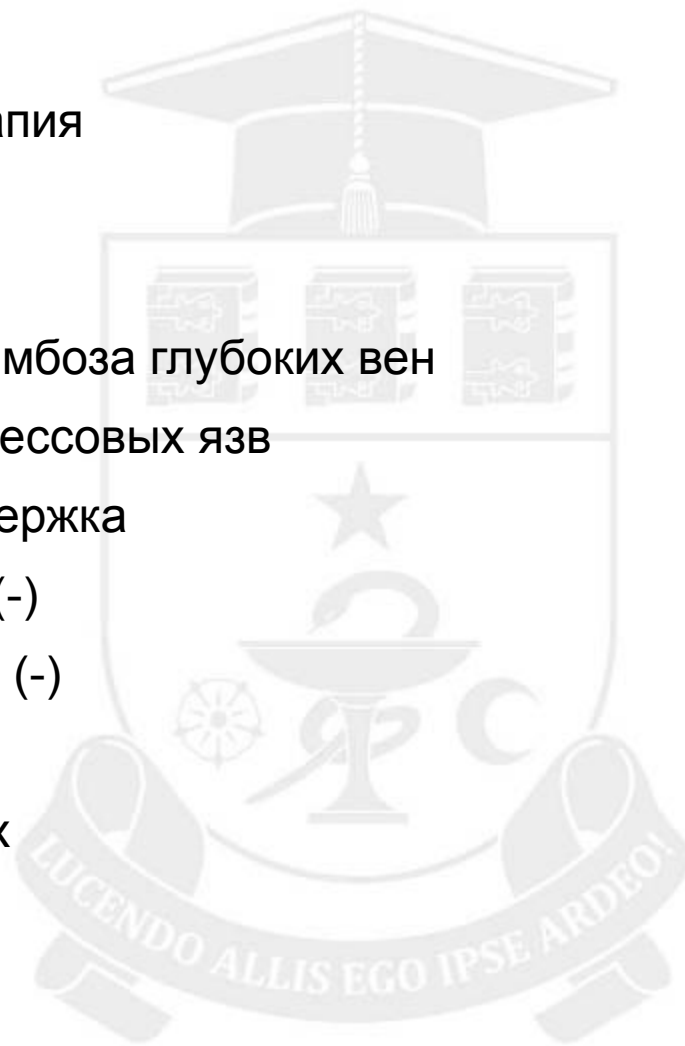 апия
мбоза глубоких вен
ессовых язв
ержка
(-)
(-)
х
LUCENDO ALLIS EGO IPSE ARDEO!